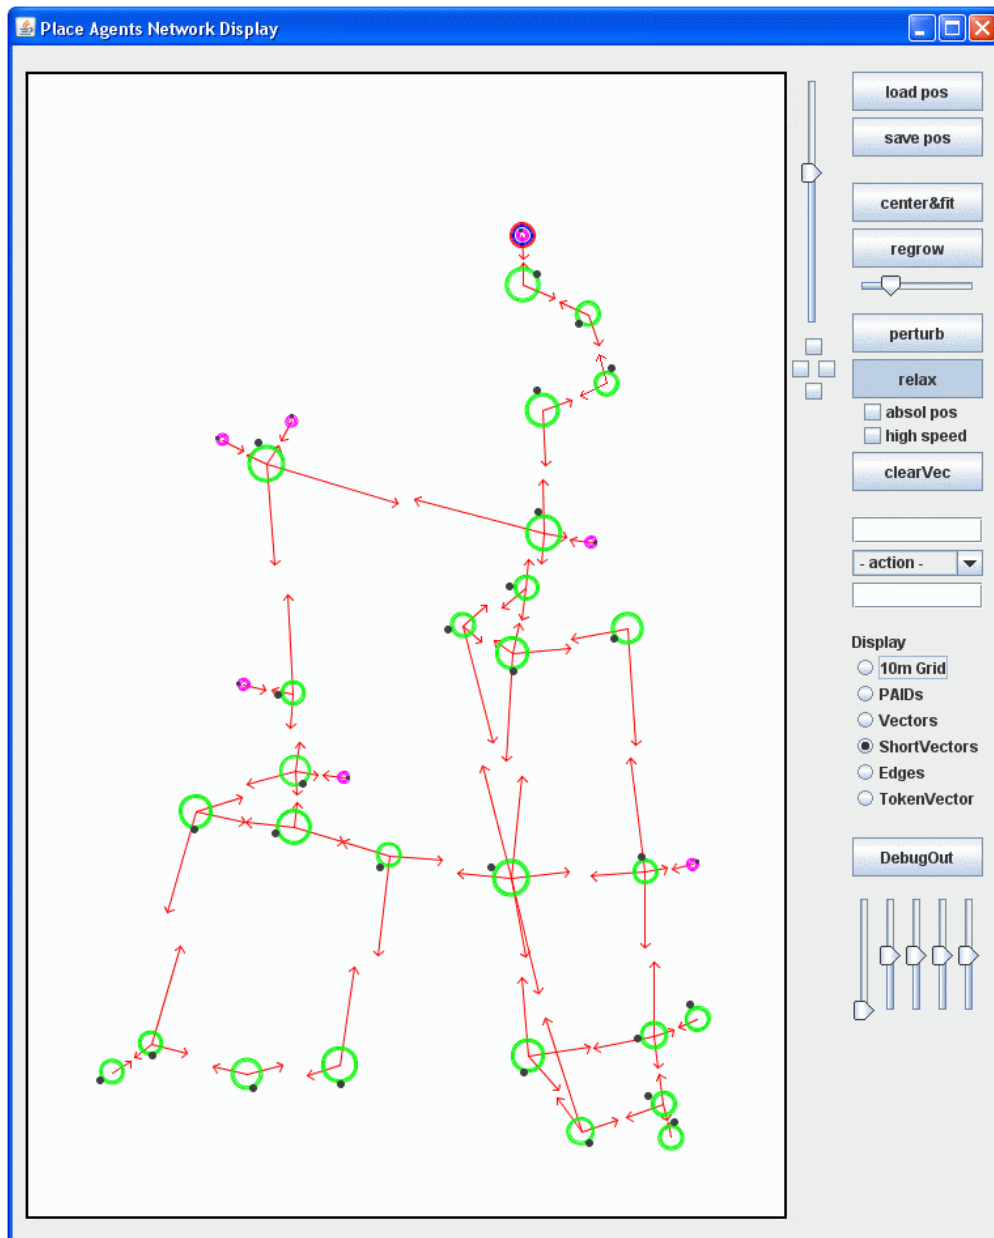 Place Agents Network Display
load pos
save pos
center&fit
regrow
perturb
relax
absol pos
high speed
clearVec
- action -
Display
10m Grid
PAIDs
Vectors
ShortVectors
Edges
TokenVector
DebugOut